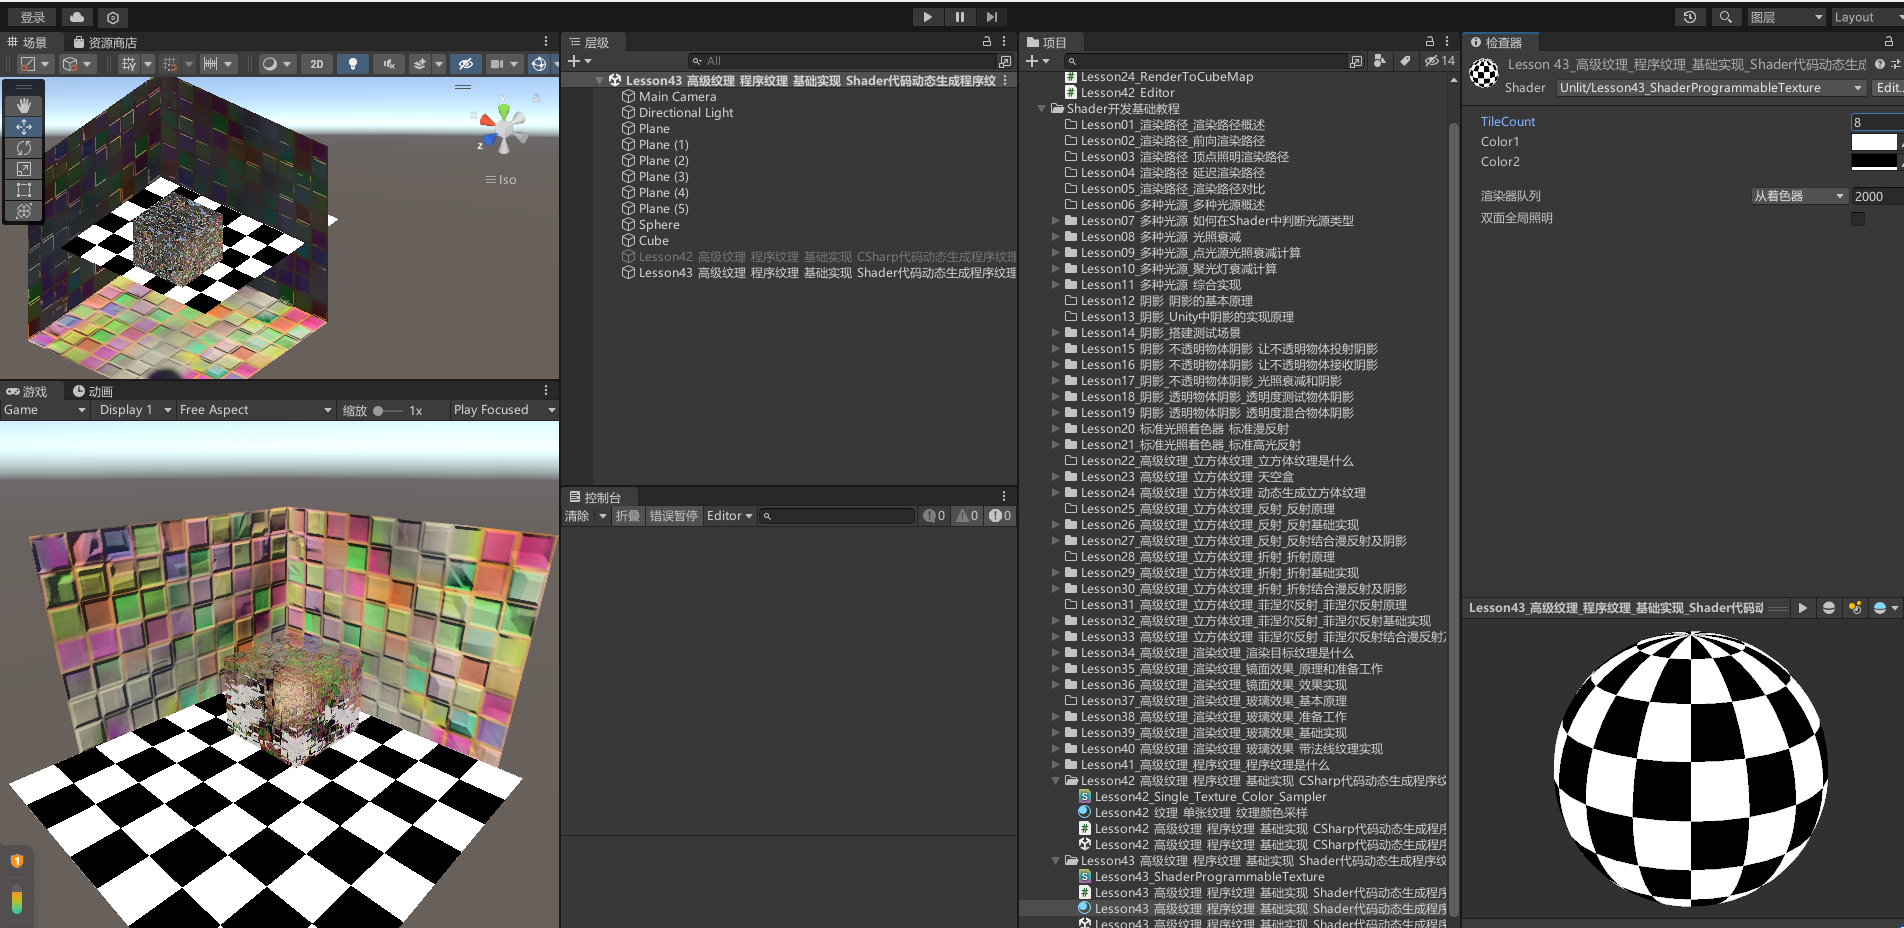 登录
图层
Layout
场景
资源商店
2D
y
x
z
Iso
游戏
动画
Game
Display 1
Free Aspect
缩放
1x
Play Focused
层级
All
Lesson43_高级纹理_程序纹理_基础实现_Shader代码动态生成程序纹
Main Camera
Directional Light
Plane
Plane (1)
Plane (2)
Plane (3)
Plane (4)
Plane (5)
Sphere
Cube
Lesson42_高级纹理_程序纹理_基础实现_CSharp代码动态生成程序纹理
Lesson43_高级纹理_程序纹理_基础实现_Shader代码动态生成程序纹理
控制台
清除
折叠
错误暂停
Editor
0
0
0
项目
14
Lesson24_RenderToCubeMap
Lesson42_Editor
Shader开发基础教程
Lesson01_渲染路径_渲染路径概述
Lesson02_渲染路径_前向渲染路径
Lesson03_渲染路径_顶点照明渲染路径
Lesson04_渲染路径_延迟渲染路径
Lesson05_渲染路径_渲染路径对比
Lesson06_多种光源_多种光源概述
Lesson07_多种光源_如何在Shader中判断光源类型
Lesson08_多种光源_光照衰减
Lesson09_多种光源_点光源光照衰减计算
Lesson10_多种光源_聚光灯衰减计算
Lesson11_多种光源_综合实现
Lesson12_阴影_阴影的基本原理
Lesson13_阴影_Unity中阴影的实现原理
Lesson14_阴影_搭建测试场景
Lesson15_阴影_不透明物体阴影_让不透明物体投射阴影
Lesson16_阴影_不透明物体阴影_让不透明物体接收阴影
Lesson17_阴影_不透明物体阴影_光照衰减和阴影
Lesson18_阴影_透明物体阴影_透明度测试物体阴影
Lesson19_阴影_透明物体阴影_透明度混合物体阴影
Lesson20_标准光照着色器_标准漫反射
Lesson21_标准光照着色器_标准高光反射
Lesson22_高级纹理_立方体纹理_立方体纹理是什么
Lesson23_高级纹理_立方体纹理_天空盒
Lesson24_高级纹理_立方体纹理_动态生成立方体纹理
Lesson25_高级纹理_立方体纹理_反射_反射原理
Lesson26_高级纹理_立方体纹理_反射_反射基础实现
Lesson27_高级纹理_立方体纹理_反射_反射结合漫反射及阴影
Lesson28_高级纹理_立方体纹理_折射_折射原理
Lesson29_高级纹理_立方体纹理_折射_折射基础实现
Lesson30_高级纹理_立方体纹理_折射_折射结合漫反射及阴影
Lesson31_高级纹理_立方体纹理_菲涅尔反射_菲涅尔反射原理
Lesson32_高级纹理_立方体纹理_菲涅尔反射_菲涅尔反射基础实现
Lesson33_高级纹理_立方体纹理_菲涅尔反射_菲涅尔反射结合漫反射及
Lesson34_高级纹理_渲染纹理_渲染目标纹理是什么
Lesson35_高级纹理_渲染纹理_镜面效果_原理和准备工作
Lesson36_高级纹理_渲染纹理_镜面效果_效果实现
Lesson37_高级纹理_渲染纹理_玻璃效果_基本原理
Lesson38_高级纹理_渲染纹理_玻璃效果_准备工作
Lesson39_高级纹理_渲染纹理_玻璃效果_基础实现
Lesson40_高级纹理_渲染纹理_玻璃效果_带法线纹理实现
Lesson41_高级纹理_程序纹理_程序纹理是什么
Lesson42_高级纹理_程序纹理_基础实现_CSharp代码动态生成程序纹
Lesson42_Single_Texture_Color_Sampler
Lesson42_纹理_单张纹理_纹理颜色采样
Lesson42_高级纹理_程序纹理_基础实现_CSharp代码动态生成程序
Lesson42_高级纹理_程序纹理_基础实现_CSharp代码动态生成程序
Lesson43_高级纹理_程序纹理_基础实现_Shader代码动态生成程序纹
Lesson43_ShaderProgrammableTexture
Lesson43_高级纹理_程序纹理_基础实现_Shader代码动态生成程序
Lesson43_高级纹理_程序纹理_基础实现_Shader代码动态生成程序
Lesson43_高级纹理_程序纹理_基础实现_Shader代码动态生成程序
检查器
Lesson 43_高级纹理_程序纹理_基础实现_Shader代码动态生成
Shader
Unlit/Lesson43_ShaderProgrammableTexture
Edit...
TileCount
8
Color1
Color2
渲染器队列
从着色器
2000
双面全局照明
Lesson43_高级纹理_程序纹理_基础实现_Shader代码动